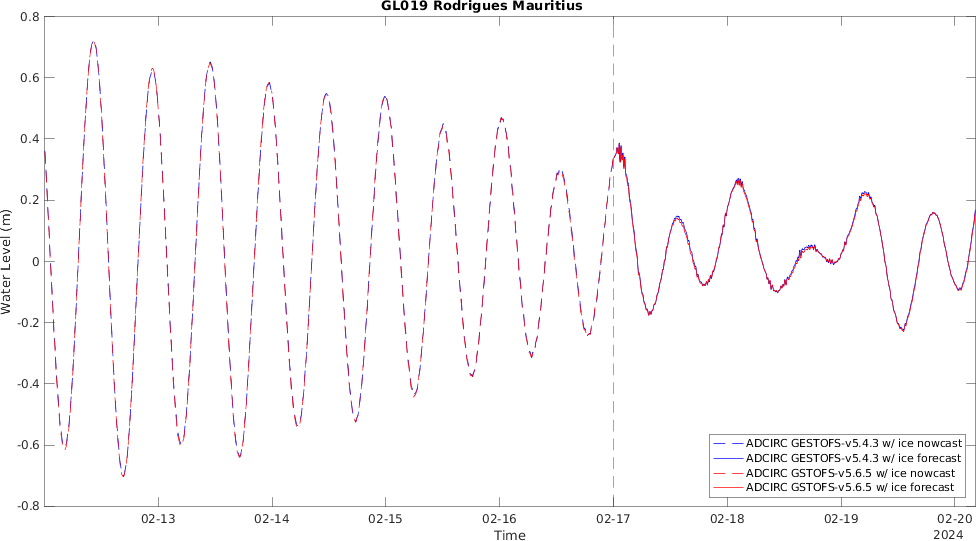 GL019 Rodrigues Mauritius
0.8
0.6
0.4
0.2
0
-0.2
-0.4
-0.6
-0.8
Water Level (m)
ADCIRC GESTOFS-v5.4.3 w/ ice nowcast
ADCIRC GESTOFS-v5.4.3 w/ ice forecast
ADCIRC GSTOFS-v5.6.5 w/ ice nowcast
ADCIRC GSTOFS-v5.6.5 w/ ice forecast
02-13 02-14 02-15 02-16 02-17 02-18 02-19 02-20
Time
2024